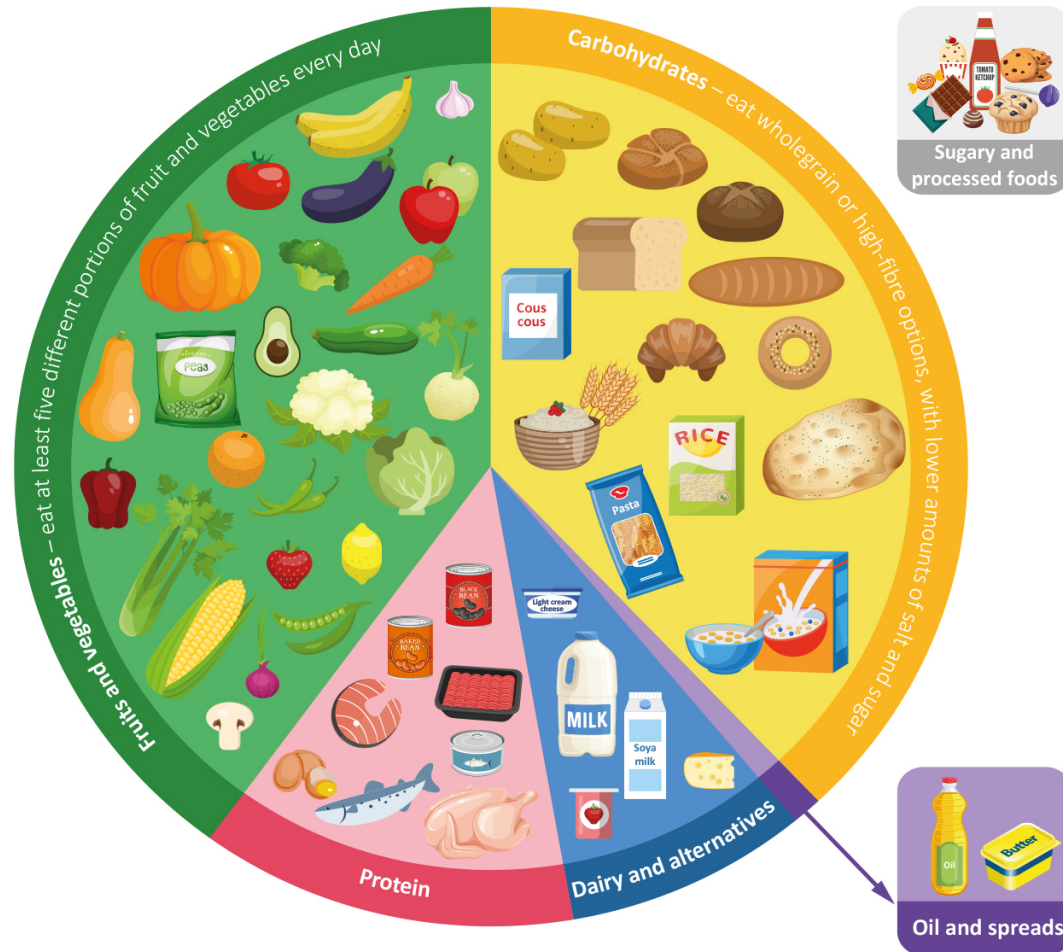 Fruits and vegetables – eat at least five different portions of fruit and vegetables every day
Carbohydrates – eat wholegrain or high-fibre options, with lower amounts of salt and sugar
TOMATO
KETCHUP
Sugary and
processed foods
Cous
cous
Peas
RICE
Pasta
BLACK
BEAN
BAKED
BEAN
Light cream
cheese
MILK
Soya
milk
Protein
Dairy and alternatives
Oil
Butter
Oil and spreads